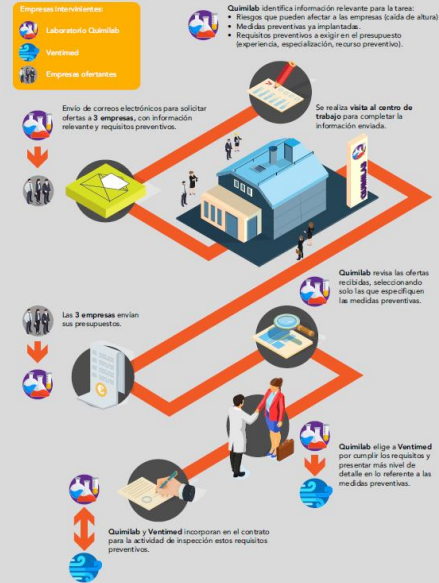 Empresas Intervinientes:
Laboratorio Quimilab
Ventimed
Empresas ofertantes
Quimilab identifica información relevante para la tarea:
• Riesgos que pueden afectar a las empresas (caída de altura)
• Medidas preventivas ya implantadas.
• Requisitos preventivos a exigir en el presupuesto
(experiencia, especialización, recurso preventivo).
Envío de correos electrónicos para solicitar
ofertas a 3 empresas, con información
relevante y requisitos preventivos.
Se realiza visita al centro de
trabajo para completar la
información enviada.
QUIMILAB
Quimilab revisa las ofertas
recibidas, seleccionando
solo las que especifiquen
las medidas preventivas.
Las 3 empresas envían
sus presupuestos.
Quimilab elige a Ventimed
por cumplir los requisitos y
presentar más nivel de
detalle en lo referente a las
medidas preventivas.
Quimilab y Ventimed incorporan en el contrato
para la actividad de inspección estos requisitos
preventivos.